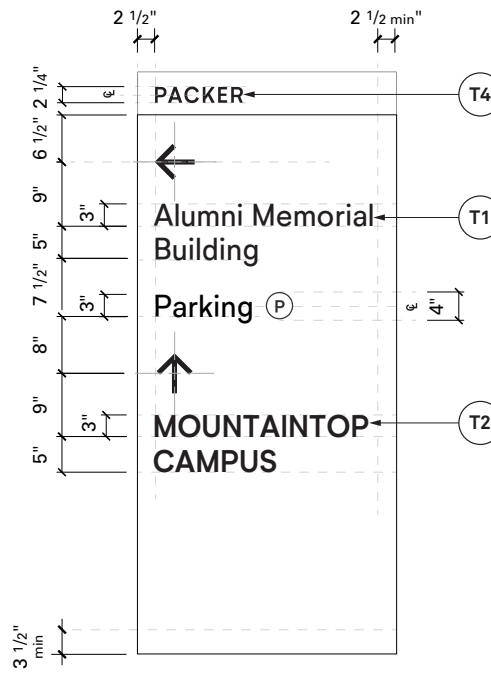 2 1/2"
2 1/2 min"
2 1/4"
℄
PACKER
T4
6 1/2"
9"
3"
Alumni Memorial
T1
5"
Building
7 1/2"
3"
Parking P
℄
4"
8"
9"
3"
MOUNTAINTOP
T2
5"
CAMPUS
3 1/2"
min